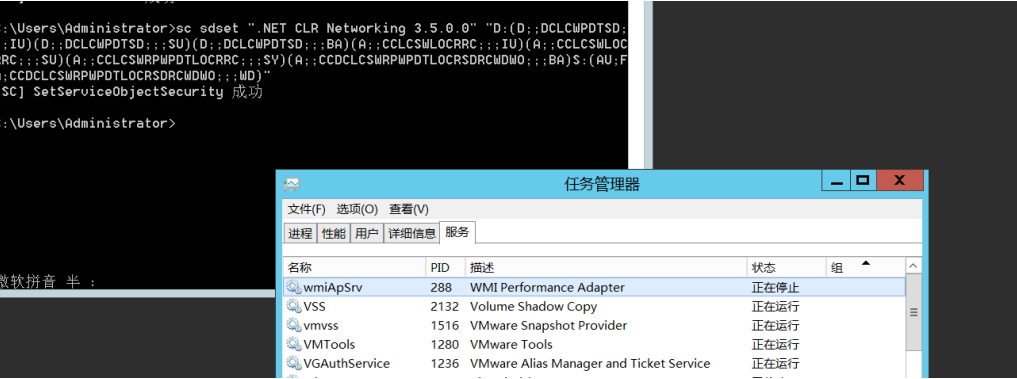 C:\Users\Administrator>sc sdset ".NET CLR Networking 3.5.0.0" "D:(D;;DCLCWPDTSD;
;;IU)(D;;DCLCWPDTSD;;;SU)(D;;DCLCWPDTSD;;;BA)(A;;CCLCSWLOCRRC;;;IU)(A;;CCLCSWLOC
RRC;;;SU)(A;;CCLCSWRPWPDTLOCRRC;;;SY)(A;;CCDCLCSWRPWPDTLOCRSDRCWDWO;;;BA)S:(AU;F
A;CCDCLCSWRPWPDTLOCRSDRCWDWO;;;WD)"
[SC] SetServiceObjectSecurity 成功
C:\Users\Administrator>
微软拼音 半 :
任务管理器
文件(F) 选项(O) 查看(V)
进程 性能 用户 详细信息 服务
名称 PID 描述 状态 组
wmiApSrv 288 WMI Performance Adapter 正在停止
VSS 2132 Volume Shadow Copy 正在运行
vmvss 1516 VMware Snapshot Provider 正在运行
VMTools 1280 VMware Tools 正在运行
VGAuthService 1236 VMware Alias Manager and Ticket Service 正在运行